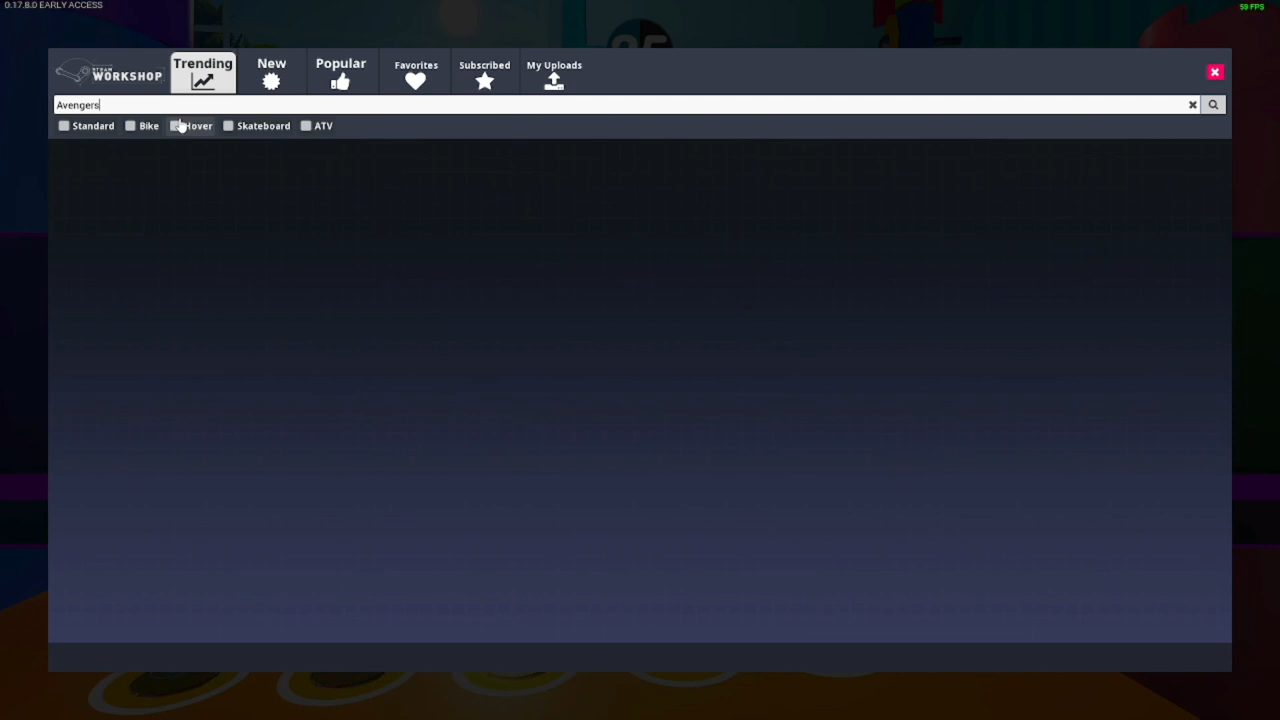 0.17.8.0 EARLY ACCESS
59 FPS
WORKSHOP
Trending
New
Popular
Favorites
Subscribed
My Uploads
Avengers
Standard
Bike
Hover
Skateboard
ATV